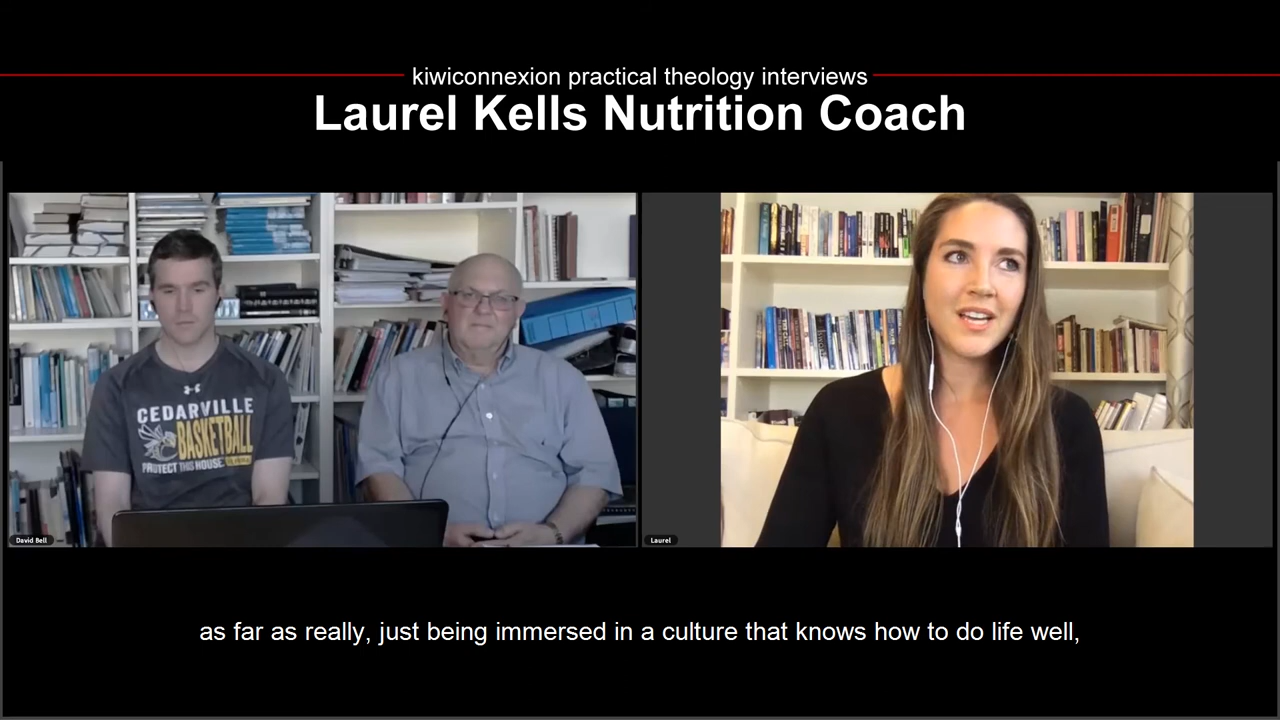 kiwiconnexion practical theology interviews
Laurel Kells Nutrition Coach
CEDARVILLE
BASKETBALL
PROTECT THIS HOUSE.
David Bell
Laurel
as far as really, just being immersed in a culture that knows how to do life well,